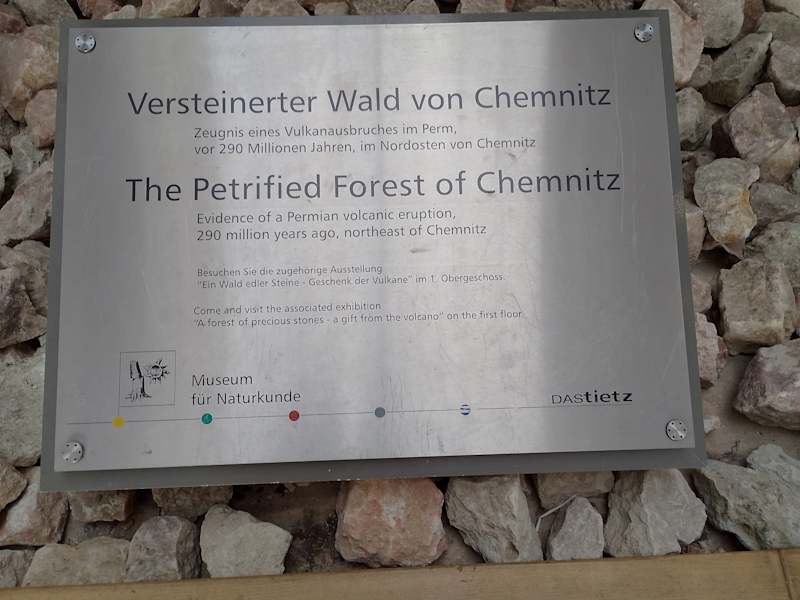 Versteinerter Wald von Chemnitz
Zeugnis eines Vulkanausbruches im Perm,
vor 290 Millionen Jahren, im Nordosten von Chemnitz
The Petrified Forest of Chemnitz
Evidence of a Permian volcanic eruption,
290 million years ago, northeast of Chemnitz
Besuchen Sie die zugehörige Ausstellung
"Ein Wald edler Steine - Geschenk der Vulkane" im 1. Obergeschoss.
Come and visit the associated exhibition
"A forest of precious stones - a gift from the volcano" on the first floor.
Museum
für Naturkunde
DAStietz